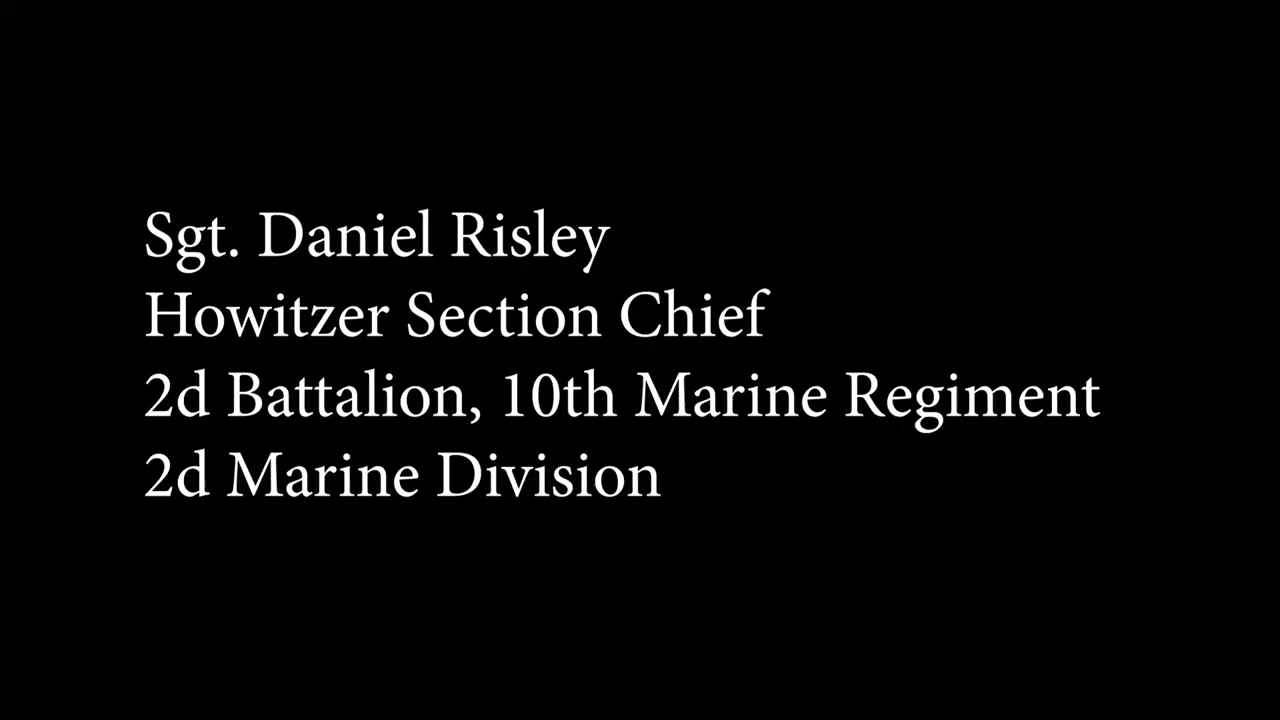 Sgt. Daniel Risley
Howitzer Section Chief
2d Battalion, 10th Marine Regiment
2d Marine Division